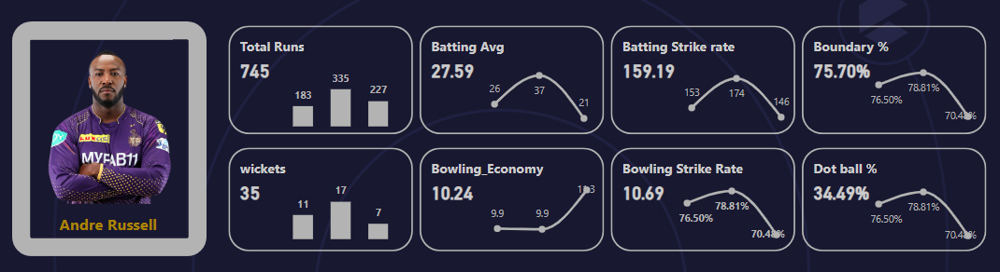 LUX
MYFAB11
Andre Russell
Total Runs
745
183
335
227
Batting Avg
27.59
26
37
21
Batting Strike rate
159.19
153
174
146
Boundary %
75.70%
76.50%
78.81%
70.48%
wickets
35
11
17
7
Bowling_Economy
10.24
9.9
9.9
11.3
Bowling Strike Rate
10.69
76.50%
78.81%
70.48%
Dot ball %
34.49%
76.50%
78.81%
70.48%